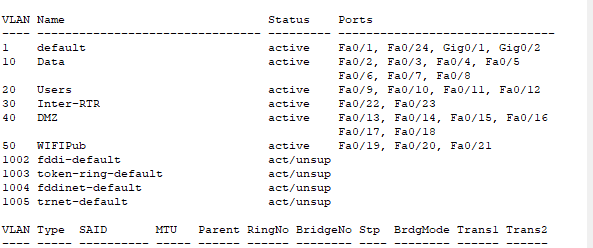 VLAN Name                             Status    Ports
---- -------------------------------- --------- -------------------------------
1    default                          active    Fa0/1, Fa0/24, Gig0/1, Gig0/2
10   Data                             active    Fa0/2, Fa0/3, Fa0/4, Fa0/5
                                                Fa0/6, Fa0/7, Fa0/8
20   Users                            active    Fa0/9, Fa0/10, Fa0/11, Fa0/12
30   Inter-RTR                        active    Fa0/22, Fa0/23
40   DMZ                              active    Fa0/13, Fa0/14, Fa0/15, Fa0/16
                                                Fa0/17, Fa0/18
50   WIFIPub                          active    Fa0/19, Fa0/20, Fa0/21
1002 fddi-default                     act/unsup
1003 token-ring-default               act/unsup
1004 fddinet-default                  act/unsup
1005 trnet-default                    act/unsup
VLAN Type  SAID       MTU   Parent RingNo BridgeNo Stp  BrdgMode Trans1 Trans2
---- ----- ---------- ----- ------ ------ -------- ---- -------- ------ ------